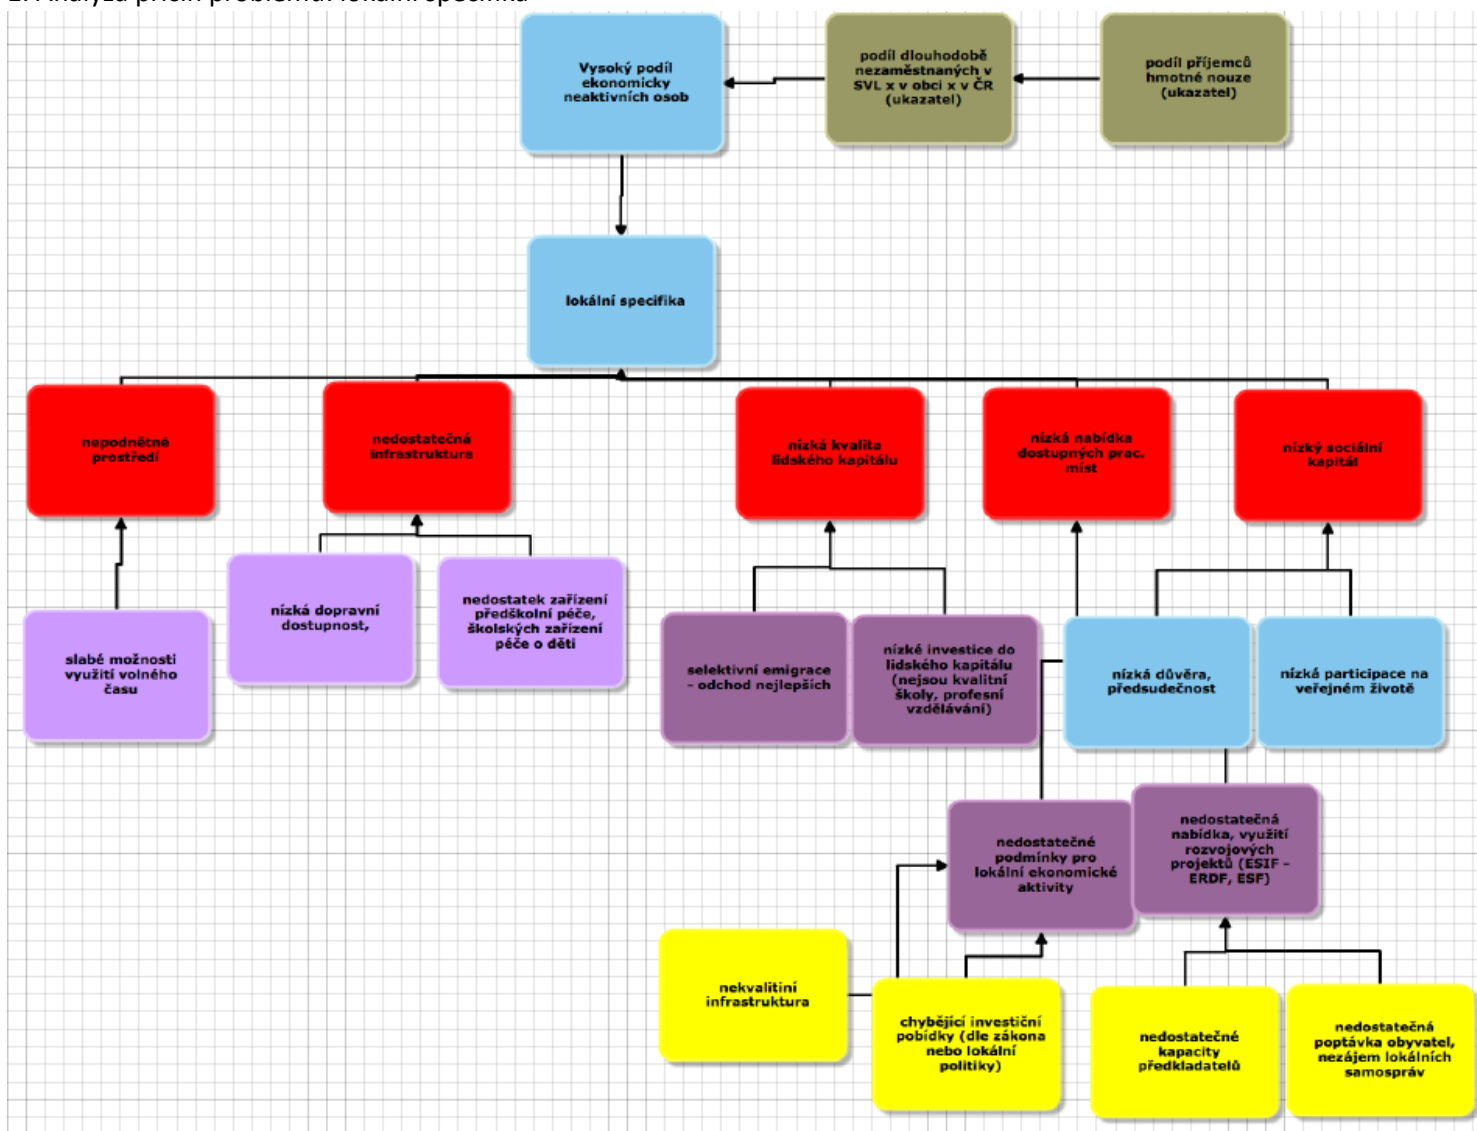 Vysoký podíl
ekonomicky
neaktivních osob
podíl dlouhodobě
nezaměstnaných v
SVL x v obci x v ČR
(ukazatel)
podíl příjemců
hmotné nouze
(ukazatel)
lokální specifika
nepodnětné
prostředí
nedostatečná
infrastruktura
nízká kvalita
lidského kapitálu
nízká nabídka
dostupných prac.
míst
nízký sociální
kapitál
slabé možnosti
využití volného
času
nízká dopravní
dostupnost,
nedostatek zařízení
předškolní péče,
školských zařízení
péče o děti
selektivní emigrace
- odchod nejlepších
nízké investice do
lidského kapitálu
(nejsou kvalitní
školy, profesní
vzdělávání)
nízká důvěra,
předsudečnost
nízká participace na
veřejném životě
nedostatečné
podmínky pro
lokální ekonomické
aktivity
nedostatečná
nabídka, využití
rozvojových
projektů (ESIF -
ERDF, ESF)
nekvalitiní
infrastruktura
chybějící investiční
pobídky (dle zákona
nebo lokální
politiky)
nedostatečné
kapacity
předkladatelů
nedostatečná
poptávka obyvatel,
nezájem lokálních
samospráv